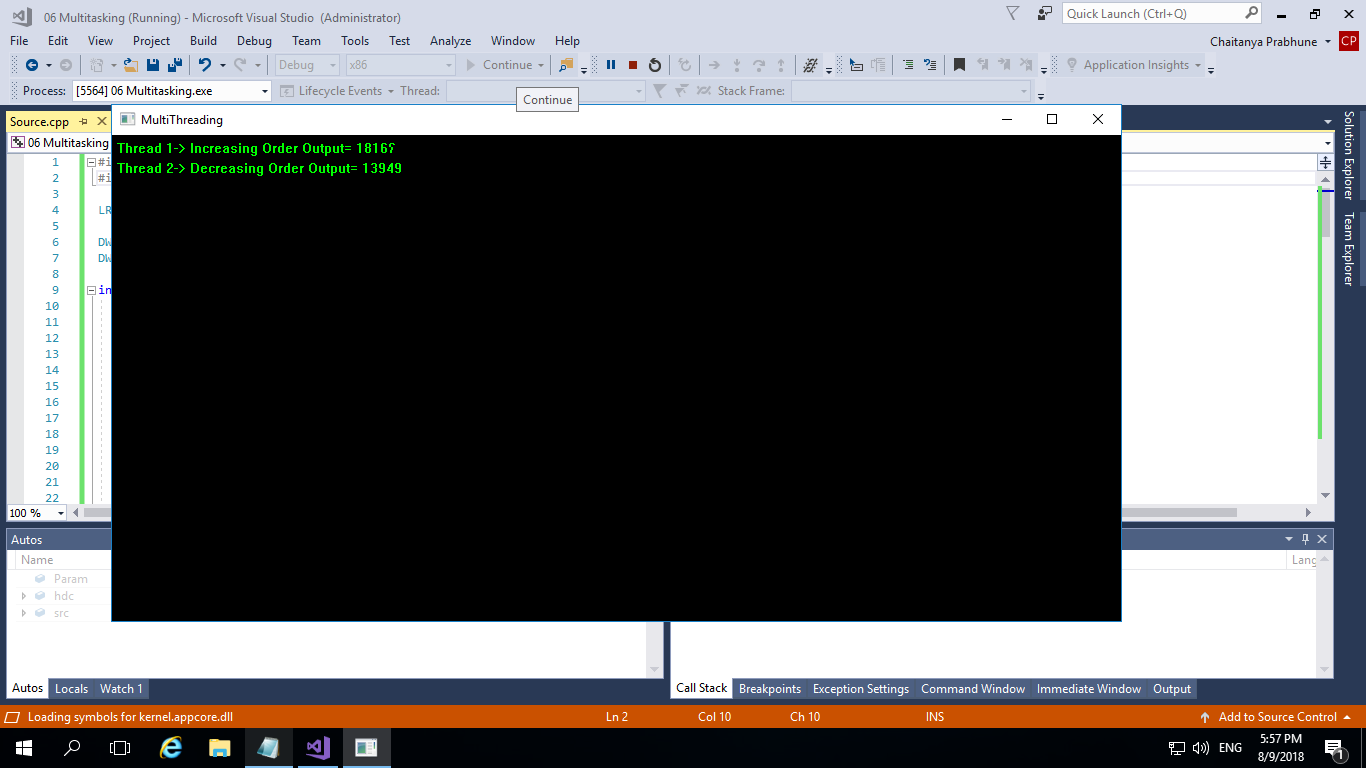 06 Multitasking (Running) - Microsoft Visual Studio (Administrator)
Quick Launch (Ctrl+Q)
File Edit View Project Build Debug Team Tools Test Analyze Window Help
Chaitanya Prabhune CP
Debug x86 Continue Application Insights
Process: [5564] 06 Multitasking.exe Lifecycle Events Thread: Stack Frame:
Continue
Source.cpp
MultiThreading
06 Multitasking
Thread 1-> Increasing Order Output=
Thread 2-> Decreasing Order Output= 13949
1 #i
2 #i
3
4 LR
5
6 DW
7 DW
8
9 in
10
11
12
13
14
15
16
17
18
19
20
21
22
100 %
Solution Explorer
Team Explorer
Autos
Name
Lang
Param
hdc
src
Autos Locals Watch 1
Call Stack Breakpoints Exception Settings Command Window Immediate Window Output
Loading symbols for kernel.appcore.dll Ln 2 Col 10 Ch 10 INS Add to Source Control
ENG
5:57 PM
8/9/2018
1